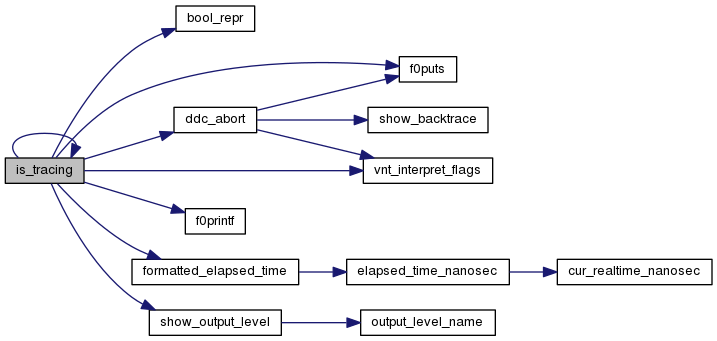 bool_repr
f0puts
ddc_abort
show_backtrace
is_tracing
vnt_interpret_flags
f0printf
formatted_elapsed_time
elapsed_time_nanosec
cur_realtime_nanosec
show_output_level
output_level_name